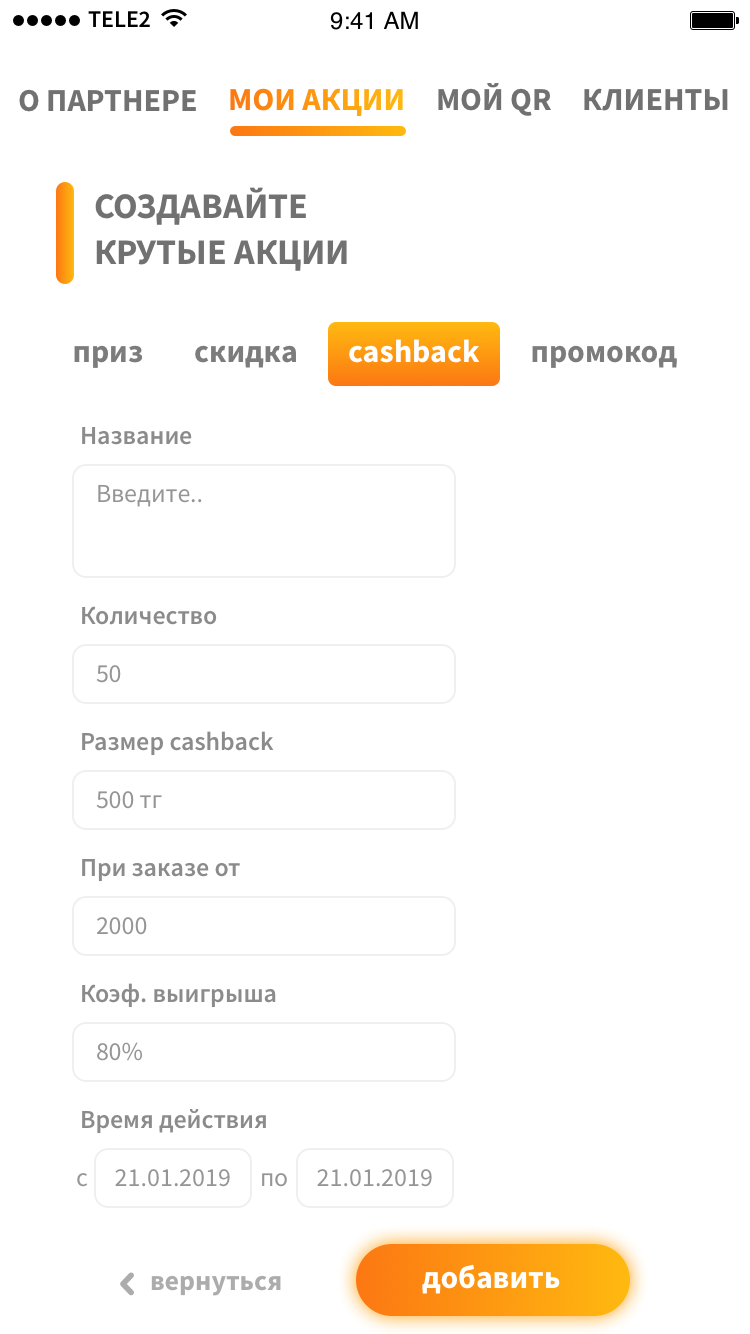 TELE2 9:41 AM
О ПАРТНЕРЕ МОИ АКЦИИ МОЙ QR КЛИЕНТЫ
СОЗДАВАЙТЕ
КРУТЫЕ АКЦИИ
приз скидка cashback промокод
Название
Введите..
Количество
50
Размер cashback
500 тг
При заказе от
2000
Коэф. выигрыша
80%
Время действия
с 21.01.2019 по 21.01.2019
вернуться добавить